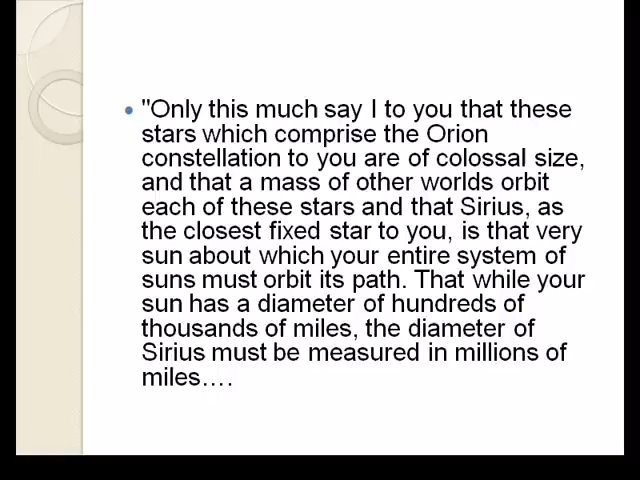 "Only this much say I to you that these
stars which comprise the Orion
constellation to you are of colossal size,
and that a mass of other worlds orbit
each of these stars and that Sirius, as
the closest fixed star to you, is that very
sun about which your entire system of
suns must orbit its path. That while your
sun has a diameter of hundreds of
thousands of miles, the diameter of
Sirius must be measured in millions of
miles….